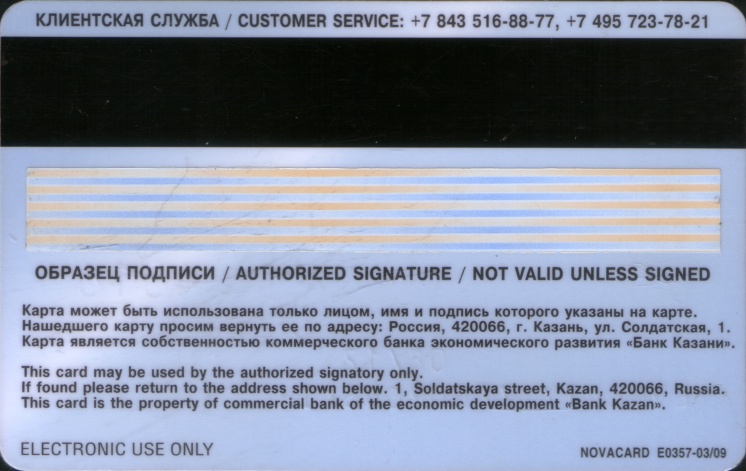 КЛИЕНТСКАЯ СЛУЖБА / CUSTOMER SERVICE: +7 843 516-88-77, +7 495 723-78-21
ОБРАЗЕЦ ПОДПИСИ / AUTHORIZED SIGNATURE / NOT VALID UNLESS SIGNED
Карта может быть использована только лицом, имя и подпись которого указаны на карте.
Нашедшего карту просим вернуть ее по адресу: Россия, 420066, г. Казань, ул. Солдатская, 1.
Карта является собственностью коммерческого банка экономического развития «Банк Казани».
This card may be used by the authorized signatory only.
If found please return to the address shown below. 1, Soldatskaya street, Kazan, 420066, Russia.
This card is the property of commercial bank of the economic development «Bank Kazan».
ELECTRONIC USE ONLY
NOVACARD E0357-03/09